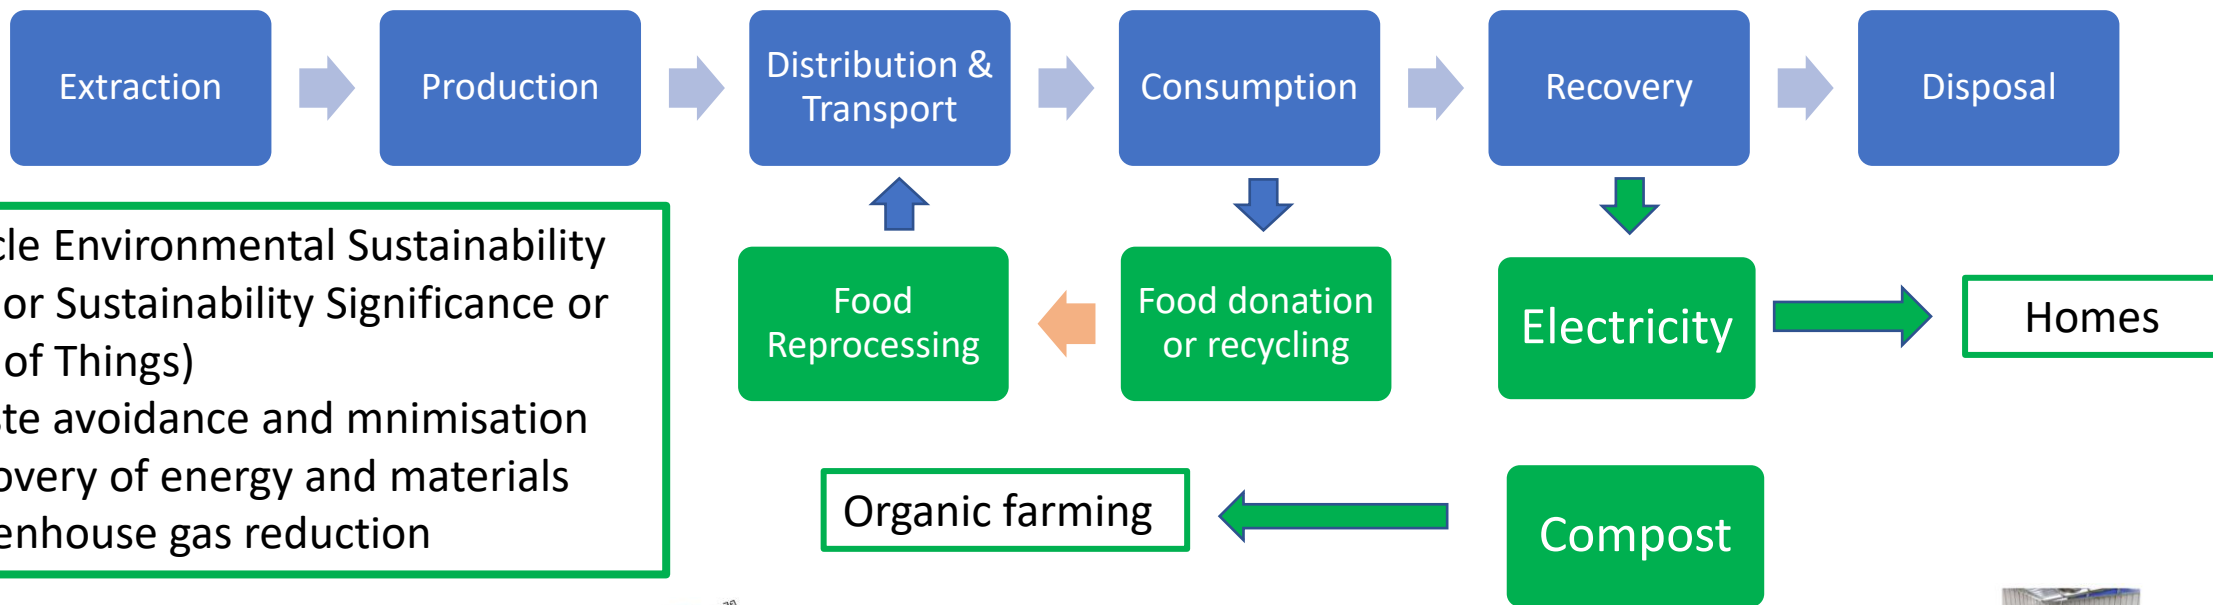 Extraction
Production
Distribution &
Transport
Consumption
Recovery
Disposal
cle Environmental Sustainability
or Sustainability Significance or
of Things)
ste avoidance and mnimisation
overy of energy and materials
enhouse gas reduction
Food
Reprocessing
Food donation
or recycling
Electricity
Homes
Organic farming
Compost